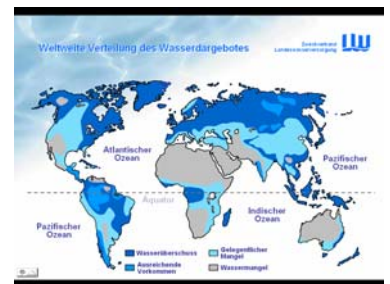 Weltweite Verteilung des Wasserdargebotes
Zweckverband
Landeswasserversorgung
LW
Atlantischer
Ozean
Pazifischer
Ozean
Äquator
Indischer
Ozean
Pazifischer
Ozean
Wasserüberschuss
Gelegentlicher
Mangel
Ausreichende
Vorkommen
Wassermangel